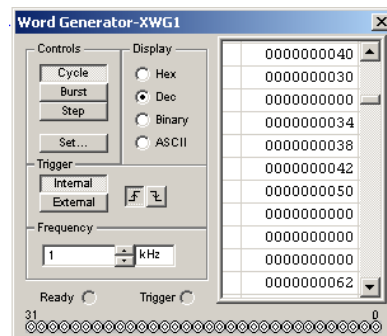 Word Generator-XWG1
Controls
Cycle
Burst
Step
Set...
Display
Hex
Dec
Binary
ASCII
Trigger
Internal
External
Frequency
1 kHz
Ready
Trigger
0000000040
0000000030
0000000000
0000000034
0000000038
0000000042
0000000050
0000000000
0000000000
0000000000
0000000062
31 0